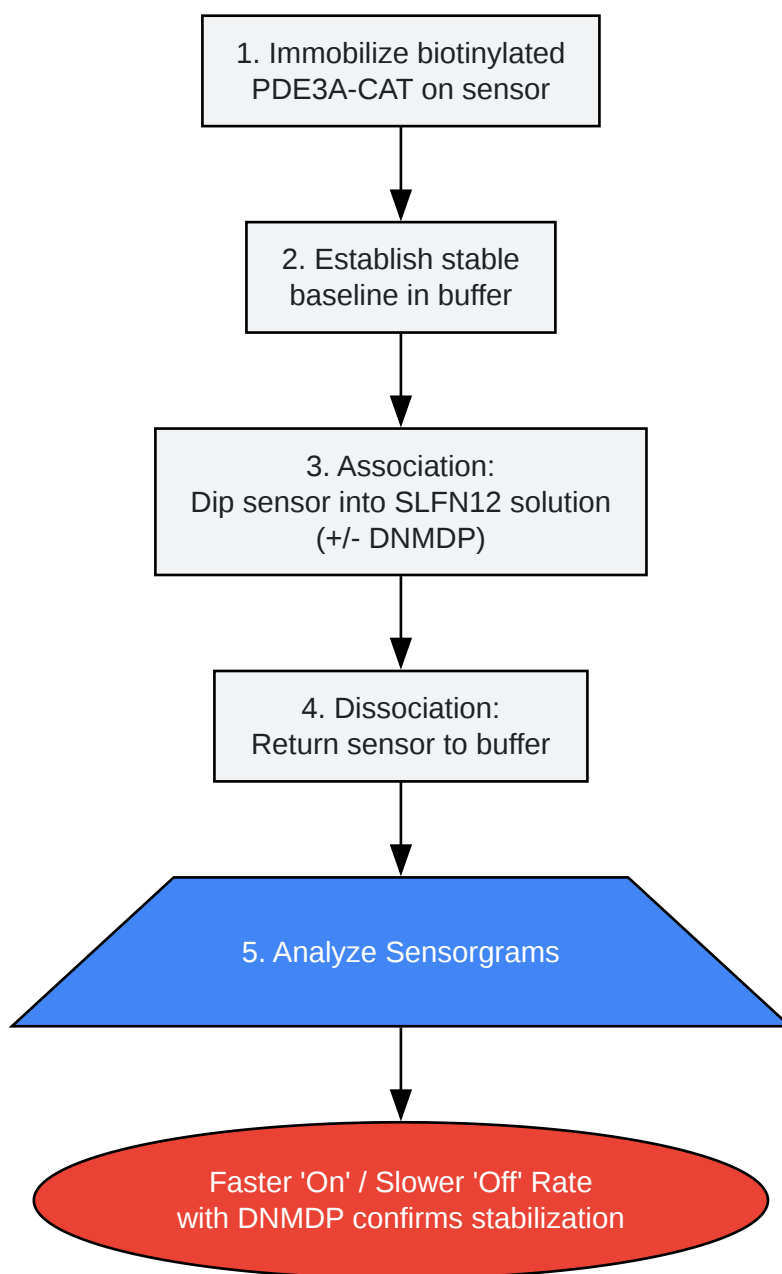 1. Immobilize biotinylated
PDE3A-CAT on sensor
2. Establish stable
baseline in buffer
3. Association:
Dip sensor into SLFN12 solution
(+/- DNMDP)
4. Dissociation:
Return sensor to buffer
5. Analyze Sensorgrams
Faster 'On' / Slower 'Off' Rate
with DNMDP confirms stabilization